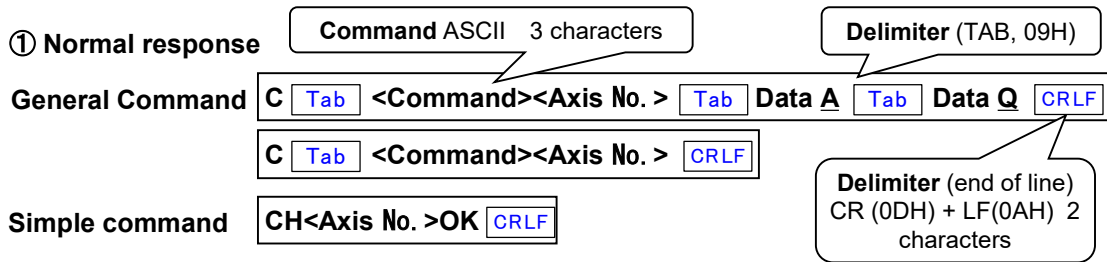 Command ASCII 3 characters
① Normal response
Delimiter (TAB, 09H)
General Command
C Tab <Command><Axis No. > Tab Data A Tab Data Q CRLF
C Tab <Command><Axis No. > CRLF
Delimiter (end of line)
CR (0DH) + LF(0AH) 2
characters
Simple command
CH<Axis No. >OK CRLF